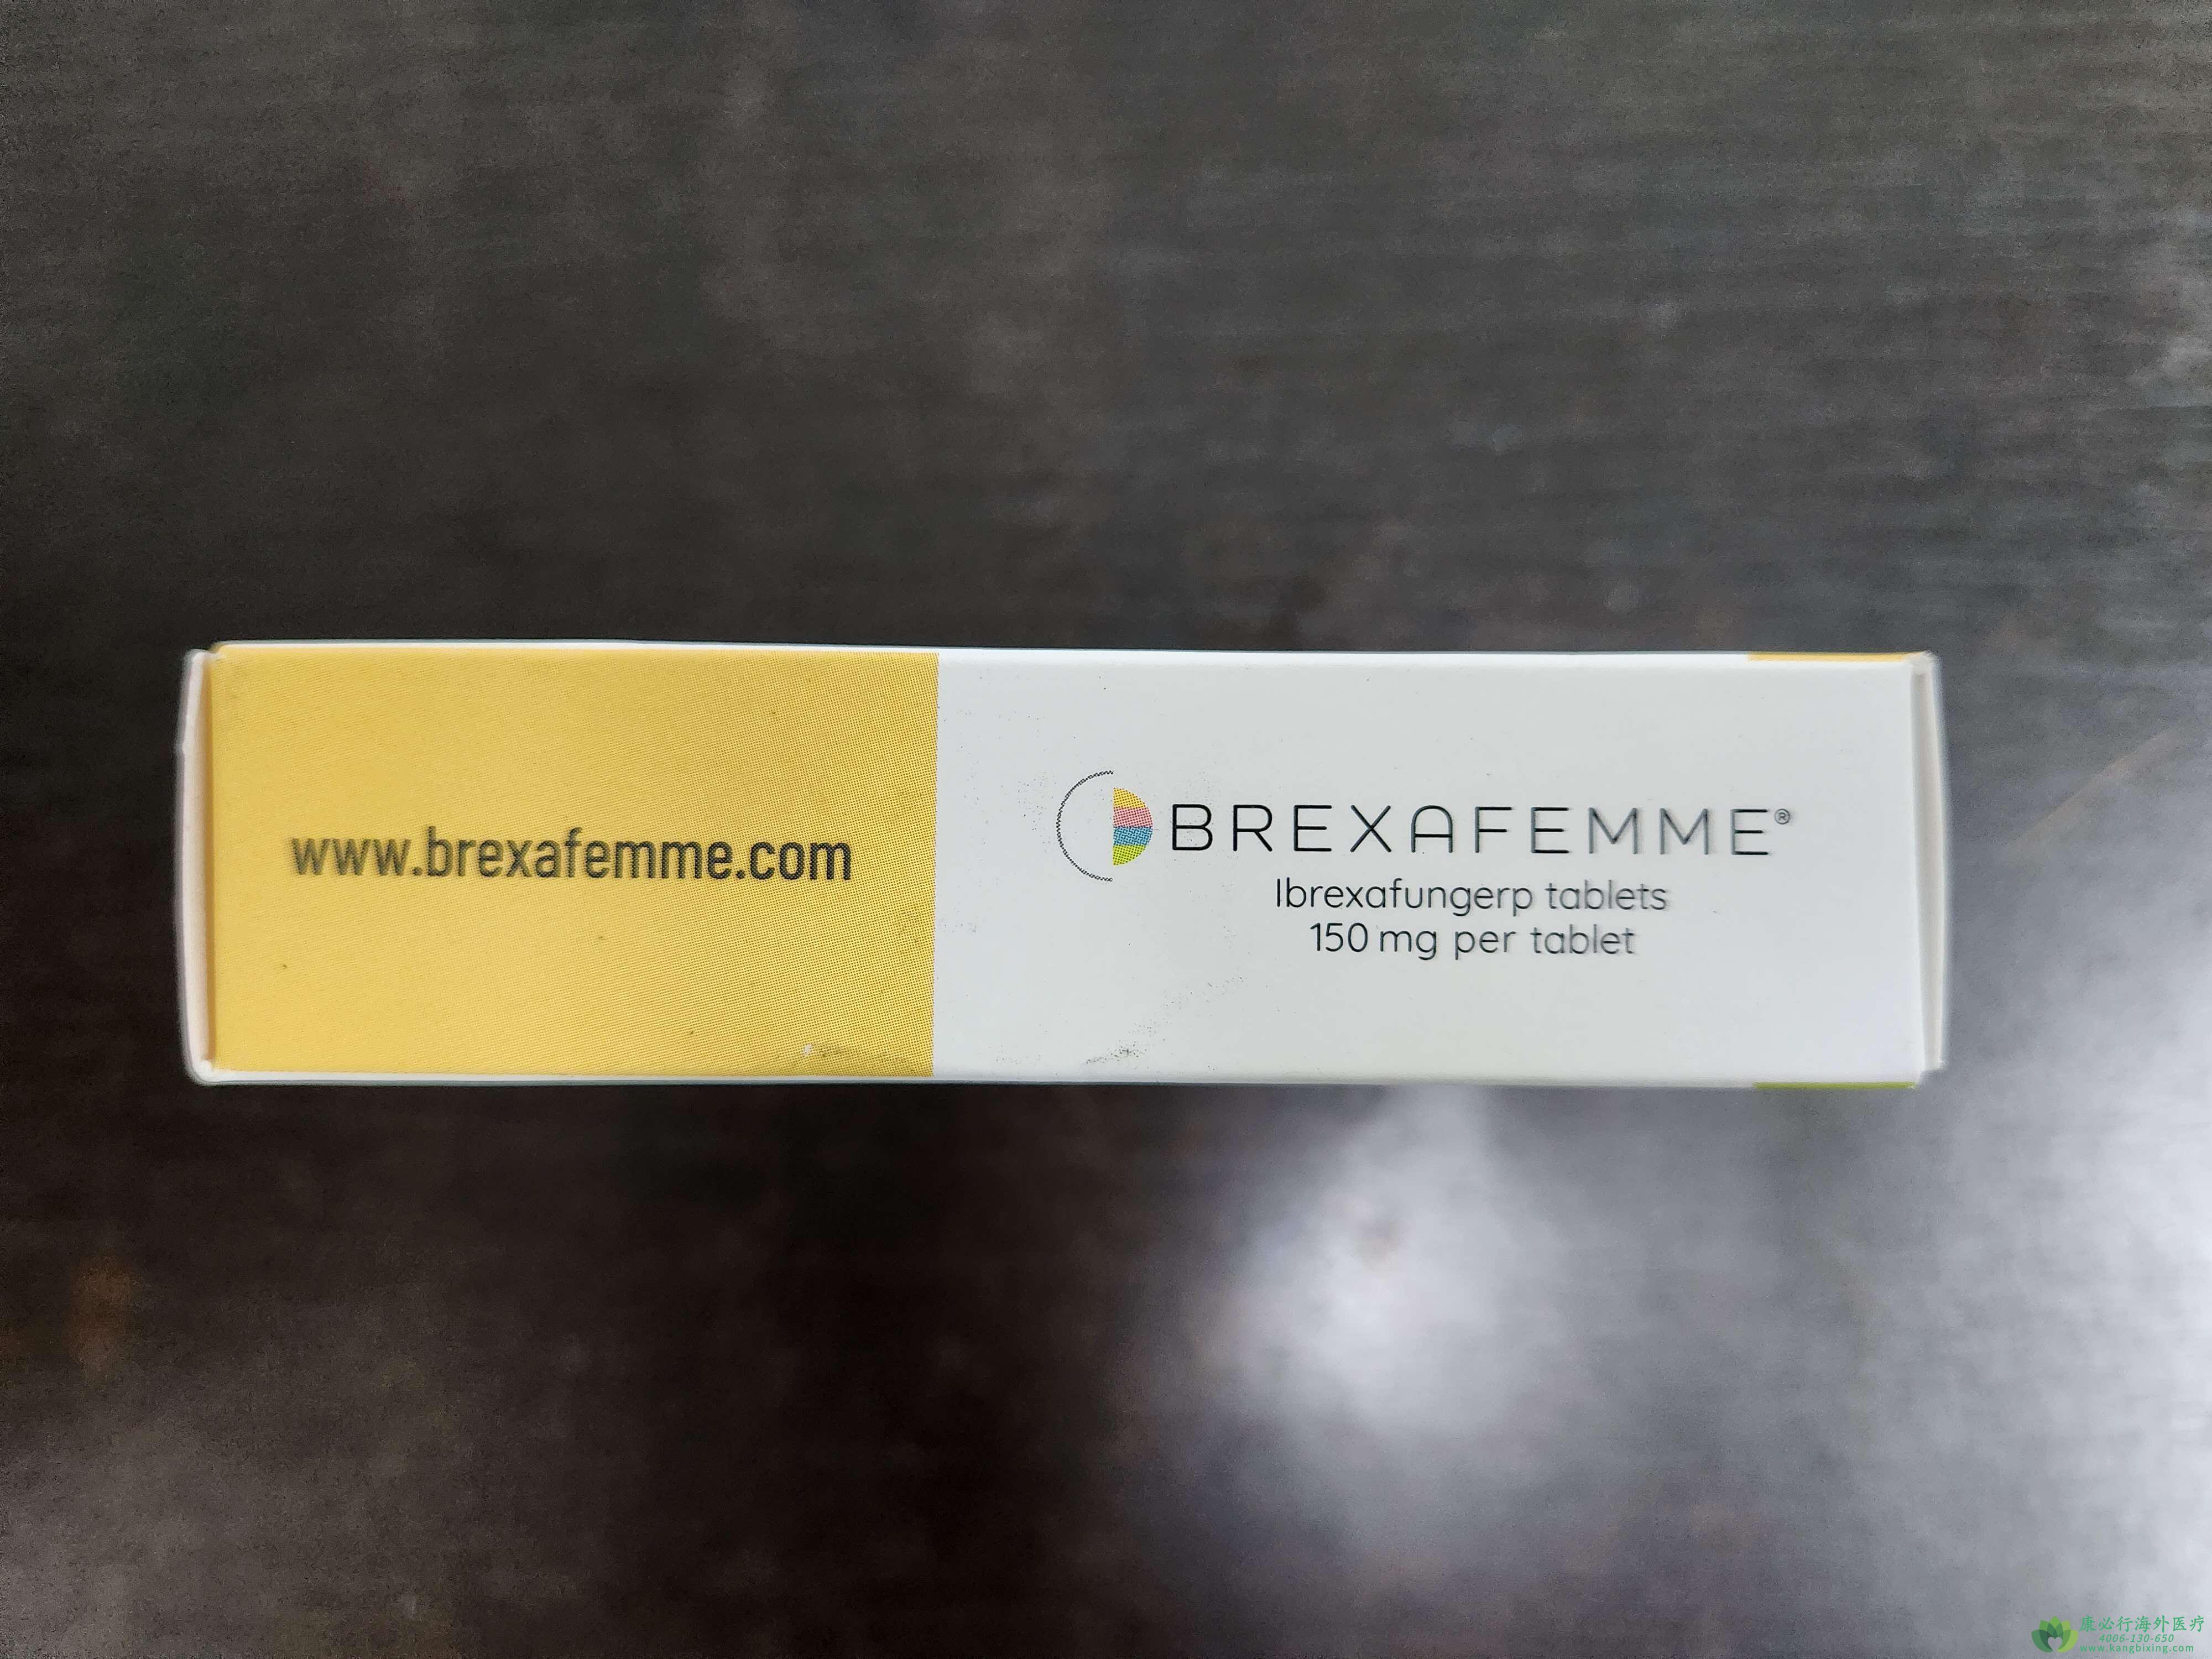 www.brexafemme.com
BREXAFEMME®
Ibrexafungerp tablets
150 mg per tablet
康必行海外医疗
4006-130-650
www.kangbixing.com